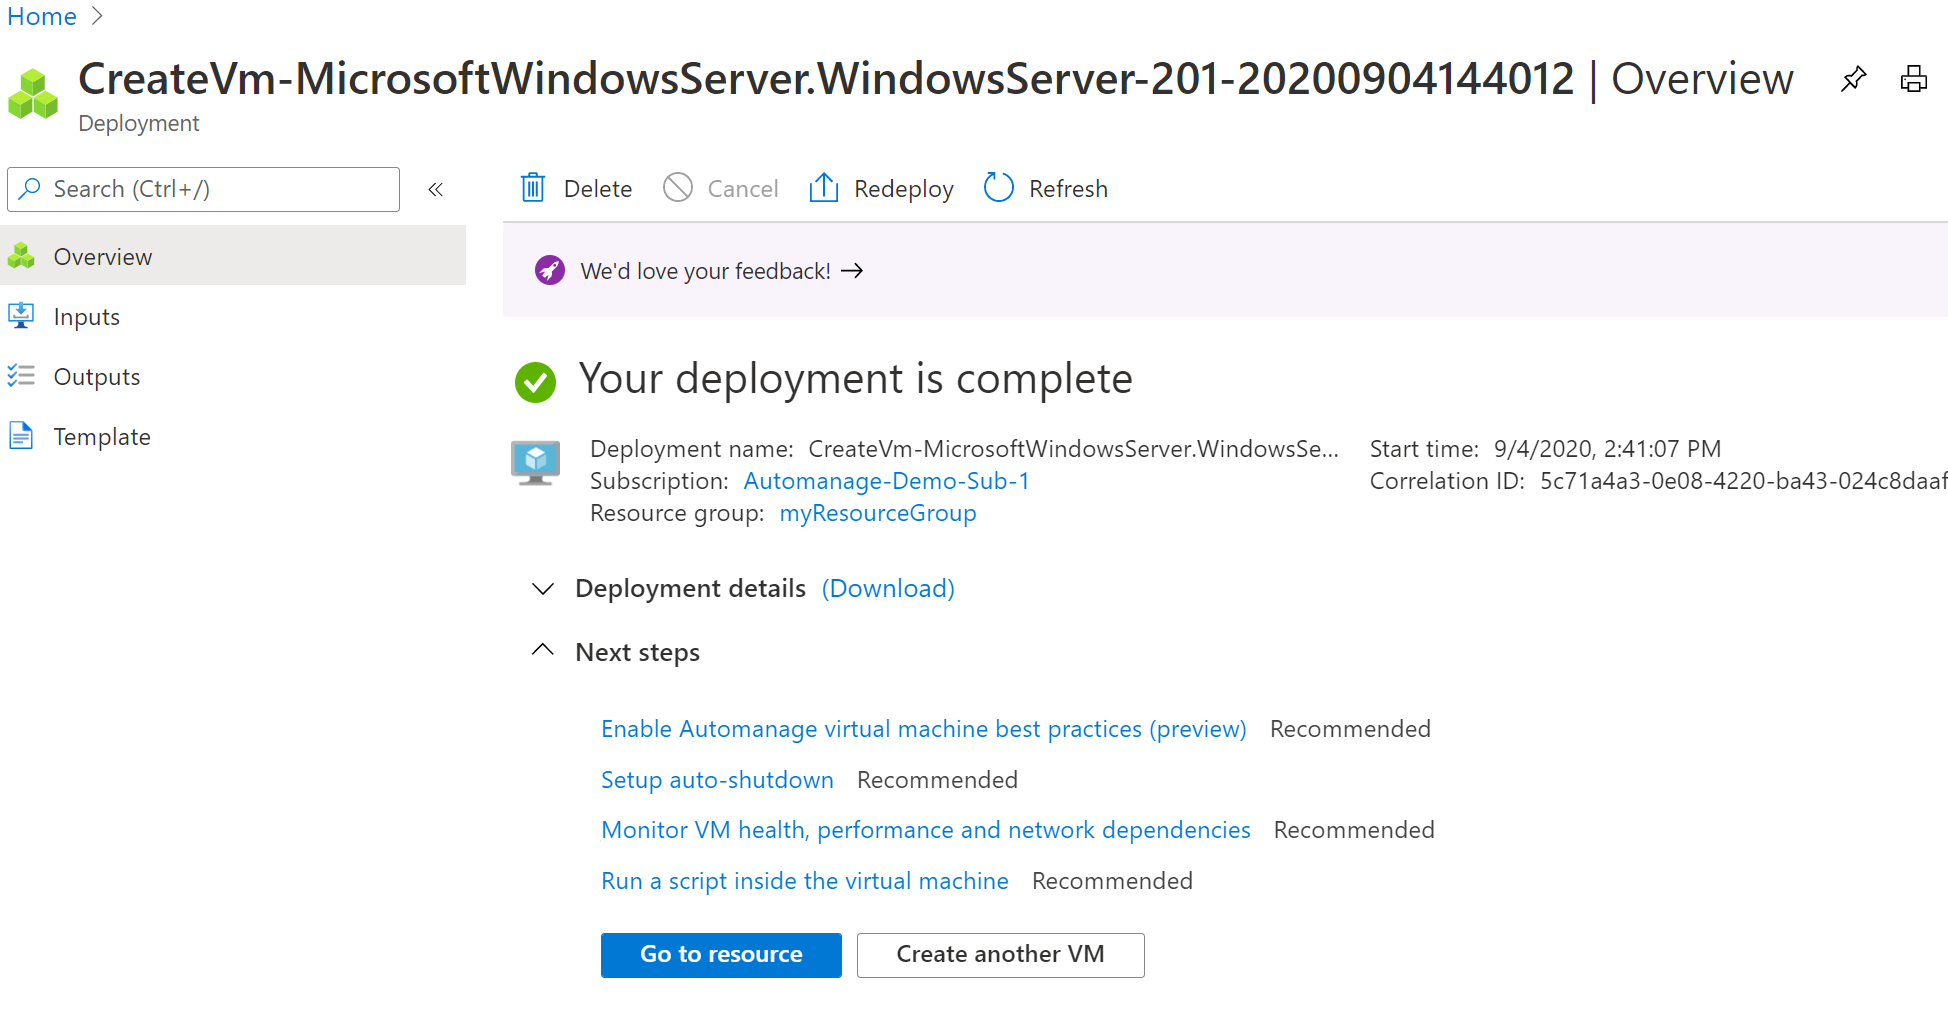 Home
CreateVm-MicrosoftWindowsServer.WindowsServer-201-20200904144012 | Overview
Deployment
Search (Ctrl+/)
Delete Cancel Redeploy Refresh
Overview
Inputs
Outputs
Template
We'd love your feedback! →
Your deployment is complete
Deployment name: CreateVm-MicrosoftWindowsServer.WindowsSe... Start time: 9/4/2020, 2:41:07 PM
Subscription: Automanage-Demo-Sub-1 Correlation ID: 5c71a4a3-0e08-4220-ba43-024c8daaf
Resource group: myResourceGroup
Deployment details (Download)
Next steps
Enable Automanage virtual machine best practices (preview) Recommended
Setup auto-shutdown Recommended
Monitor VM health, performance and network dependencies Recommended
Run a script inside the virtual machine Recommended
Go to resource Create another VM